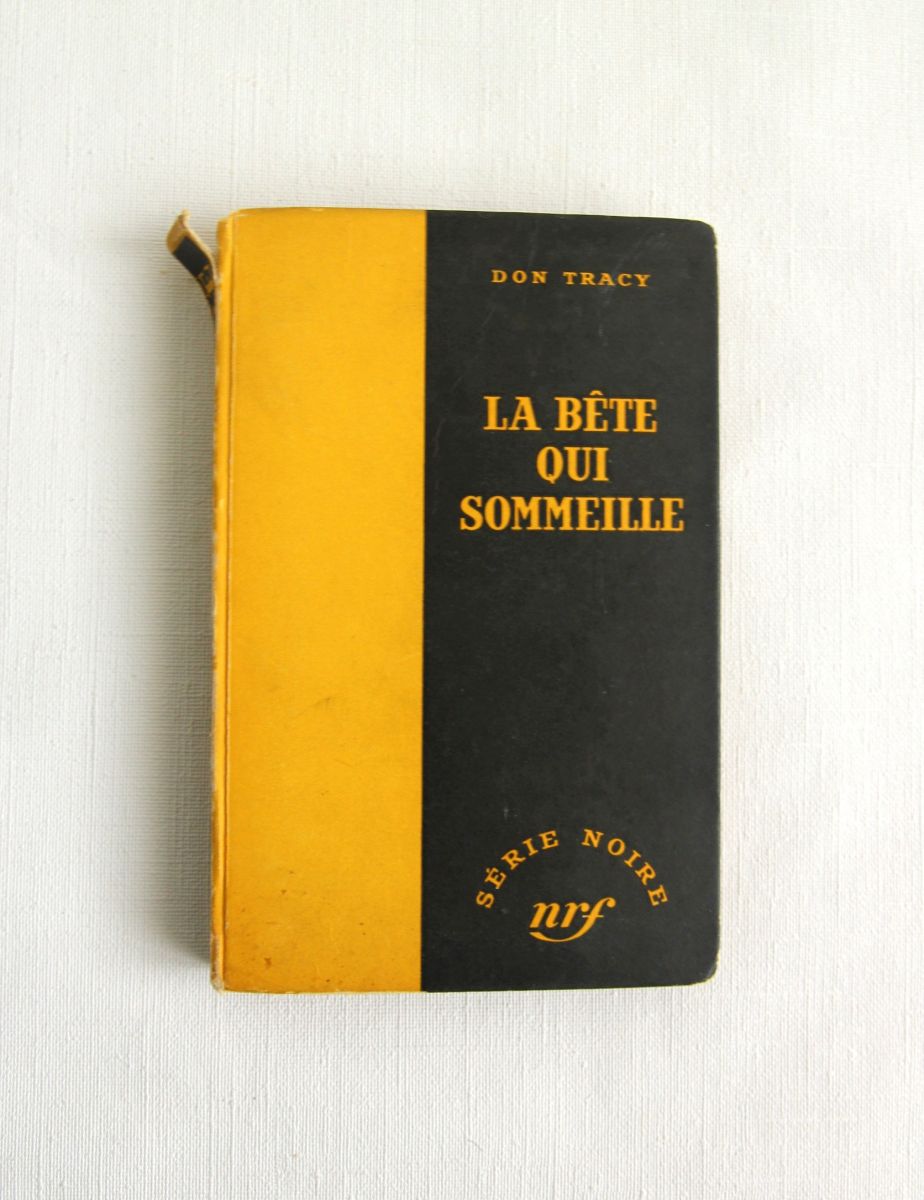 DON TRACY
LA BÊTE
QUI
SOMMEILLE
SÉRIE NOIRE
nrf